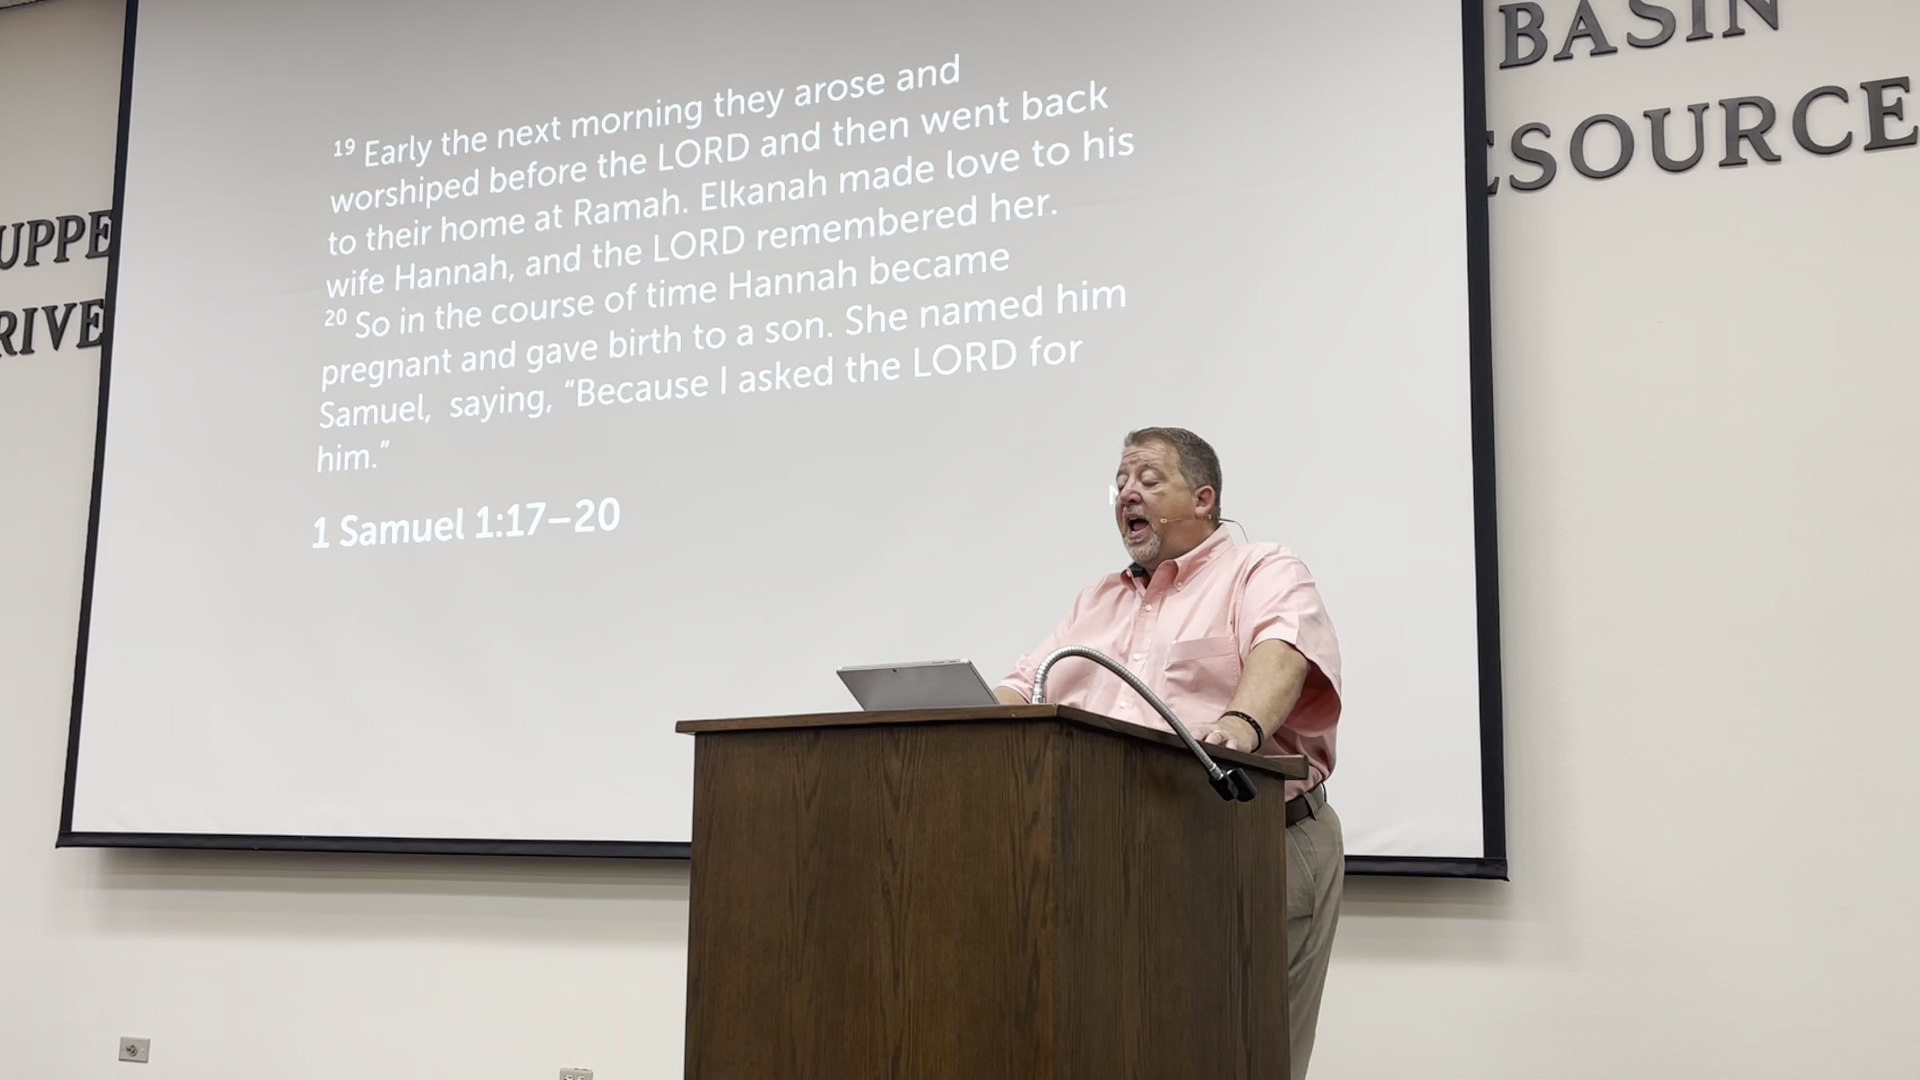 UPPE
RIVE
BASIN
ESOURCE
19 Early the next morning they arose and
worshiped before the LORD and then went back
to their home at Ramah. Elkanah made love to his
wife Hannah, and the LORD remembered her.
20 So in the course of time Hannah became
pregnant and gave birth to a son. She named him
Samuel,  saying, “Because I asked the LORD for
him.”
1 Samuel 1:17–20